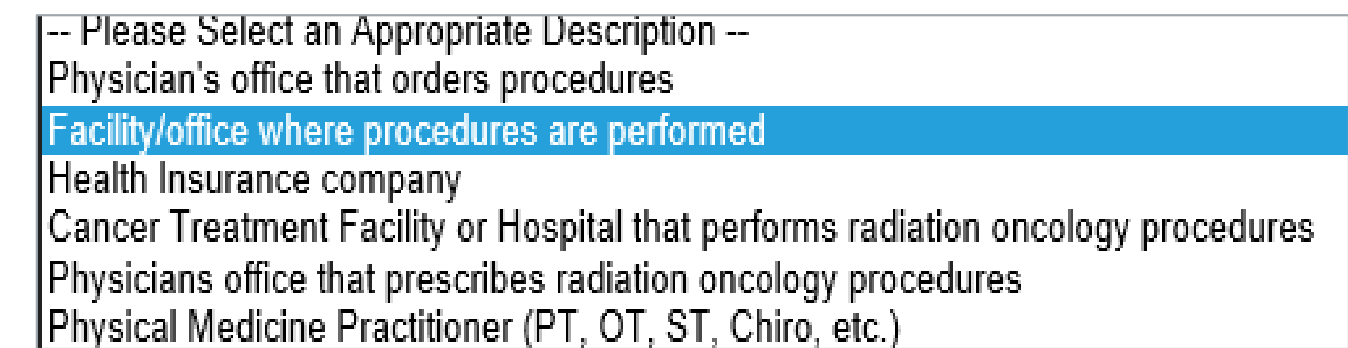 -- Please Select an Appropriate Description --
Physician's office that orders procedures
Facility/office where procedures are performed
Health Insurance company
Cancer Treatment Facility or Hospital that performs radiation oncology procedures
Physicians office that prescribes radiation oncology procedures
Physical Medicine Practitioner (PT, OT, ST, Chiro, etc.)